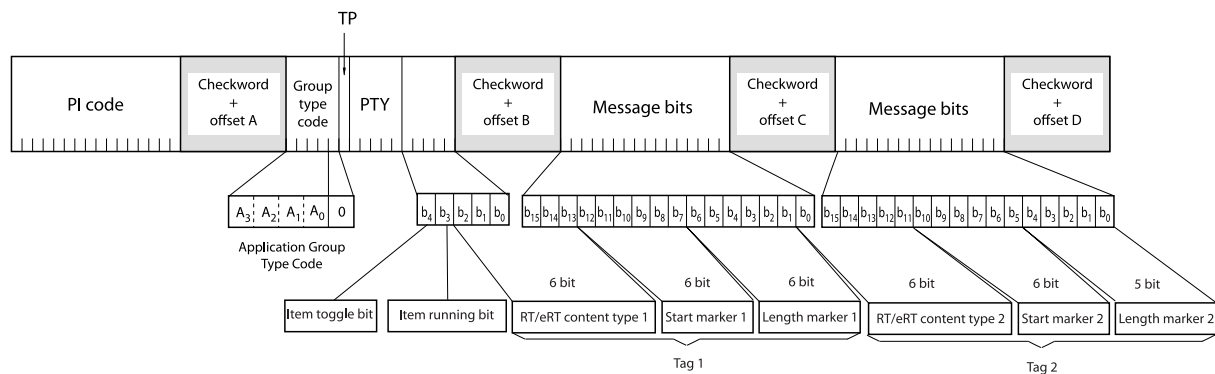 TP
PI code
Checkword
+
offset A
Group
type
code
PTY
Checkword
+
offset B
Message bits
Checkword
+
offset C
Message bits
Checkword
+
offset D
A₃ A₂ A₁ A₀ 0
b₄ b₃ b₂ b₁ b₀
b₁₅ b₁₄ b₁₃ b₁₂ b₁₁ b₁₀ b₉ b₈ b₇ b₆ b₅ b₄ b₃ b₂ b₁ b₀
b₁₅ b₁₄ b₁₃ b₁₂ b₁₁ b₁₀ b₉ b₈ b₇ b₆ b₅ b₄ b₃ b₂ b₁ b₀
Application Group
Type Code
6 bit
6 bit
6 bit
6 bit
6 bit
5 bit
Item toggle bit
Item running bit
RT/eRT content type 1
Start marker 1
Length marker 1
RT/eRT content type 2
Start marker 2
Length marker 2
Tag 1
Tag 2